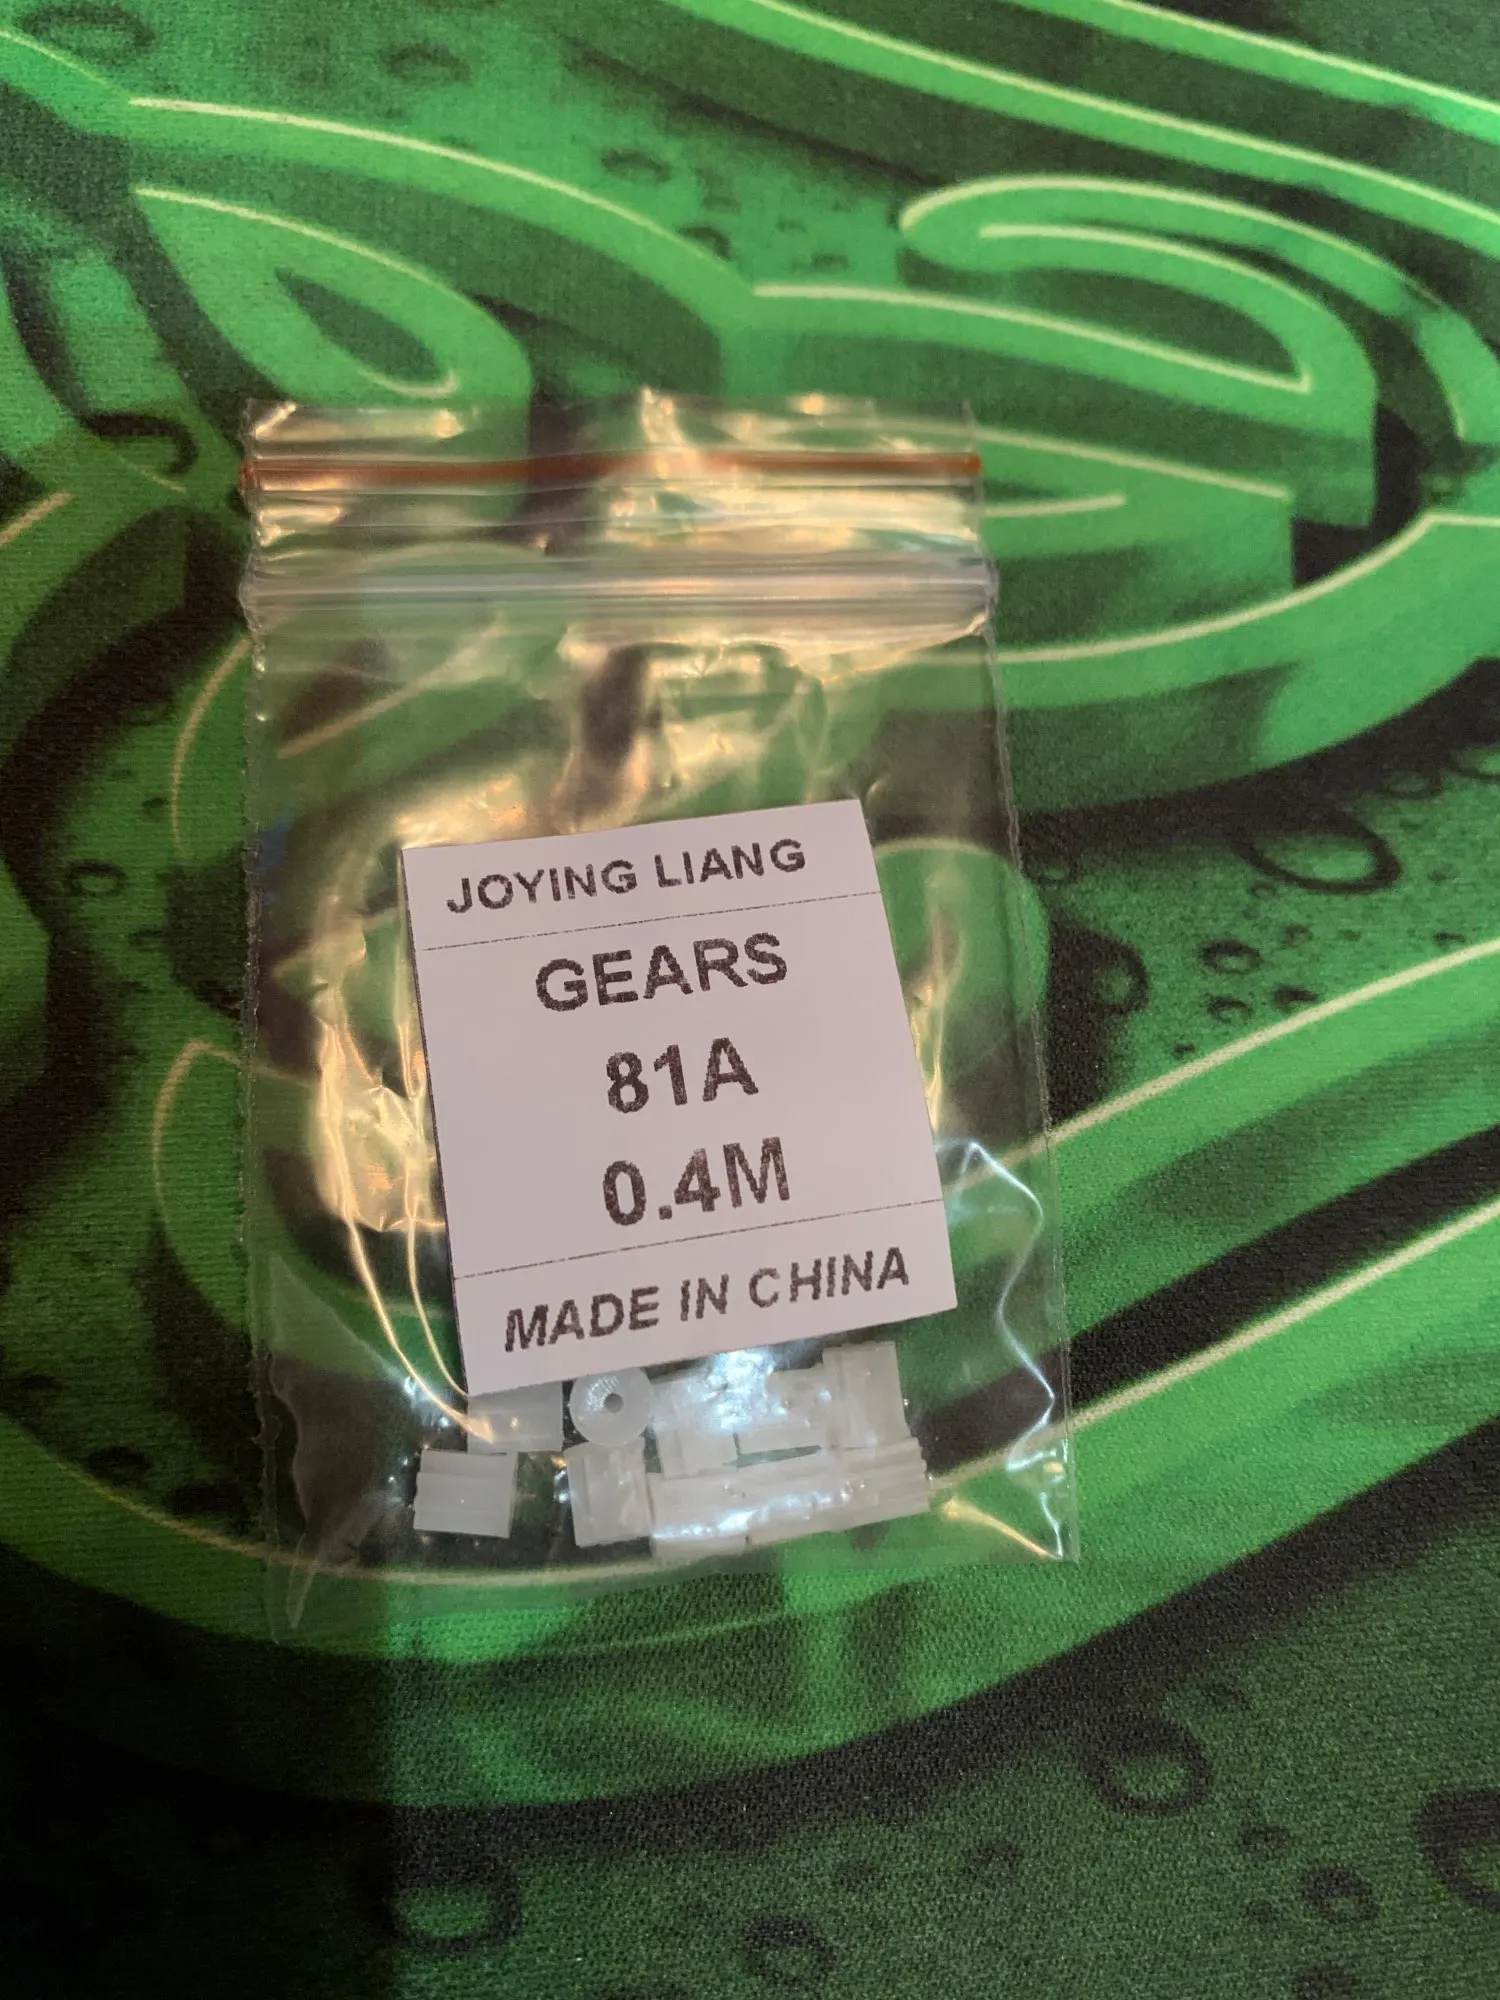 JOYING LIANG
GEARS
81A
0.4M
MADE IN CHINA